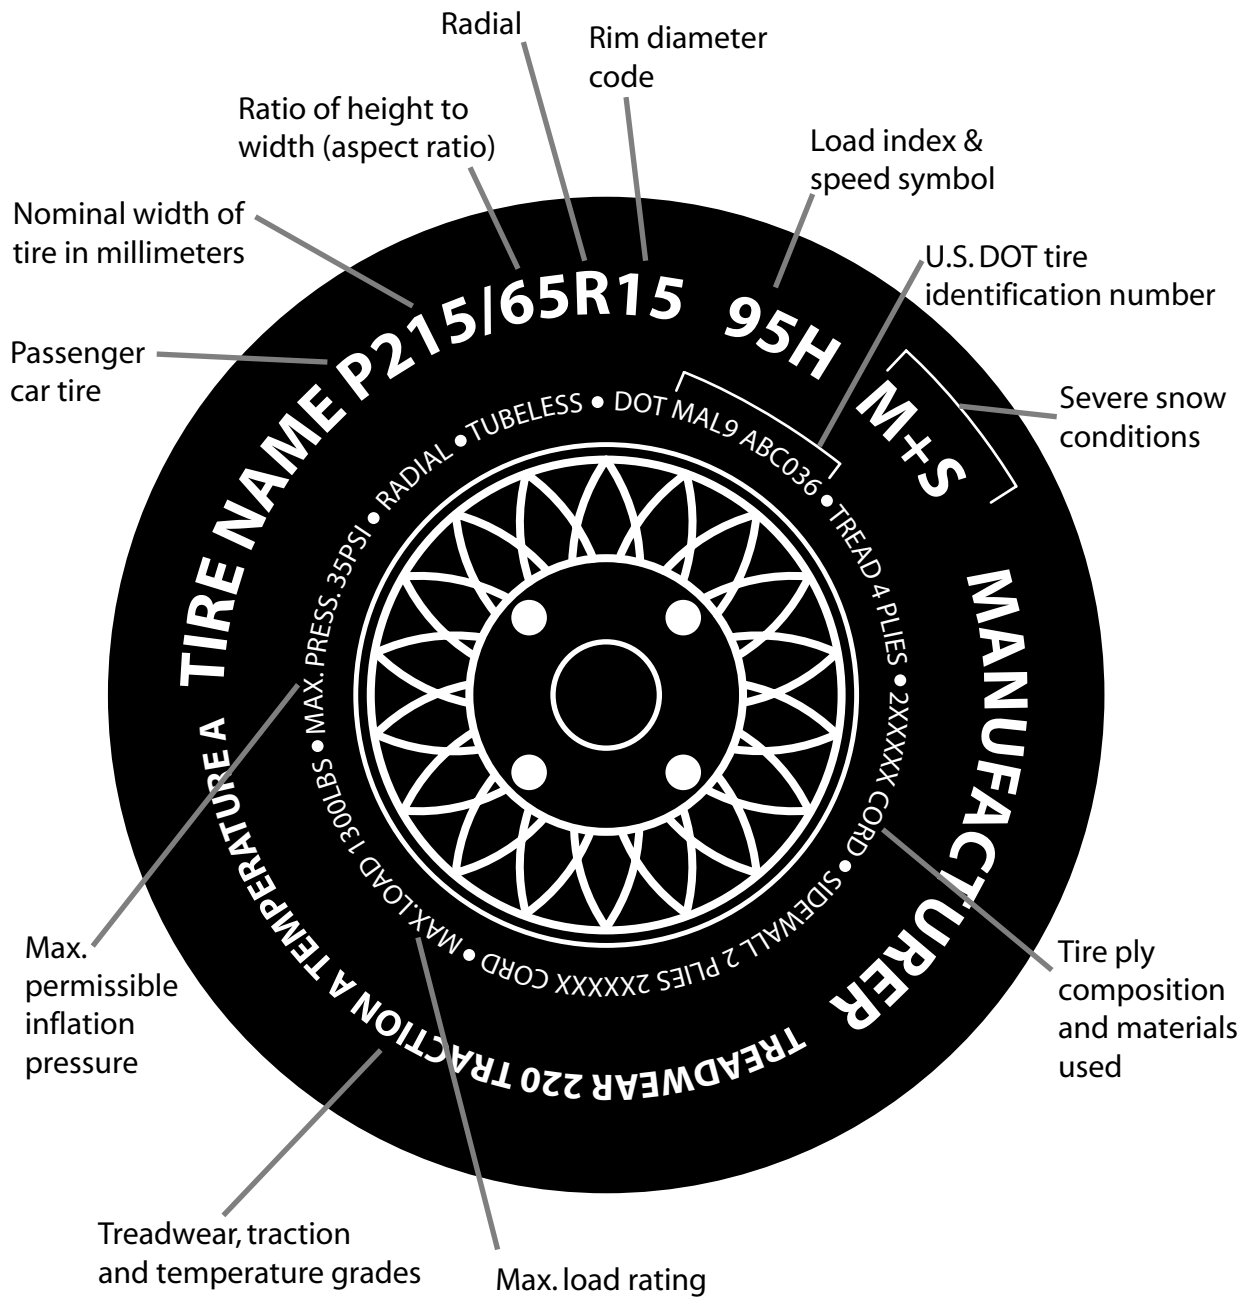 Radial
Rim diameter
code
Ratio of height to
width (aspect ratio)
Load index &
speed symbol
Nominal width of
tire in millimeters
U.S. DOT tire
identification number
Passenger
car tire
Severe snow
conditions
TIRE NAME P215/65R15 95H M+S
MANUFACTURER
TREADWEAR 220 TRACTION A TEMPERATURE A
MAX. PRESS. 35PSI • RADIAL • TUBELESS • DOT MAL9 ABC036 • TREAD 4 PLIES • 2XXXXX CORD • SIDEWALL 2 PLIES 2XXXXX CORD • MAX.LOAD 1300LBS •
Max.
permissible
inflation
pressure
Tire ply
composition
and materials
used
Treadwear, traction
and temperature grades
Max. load rating